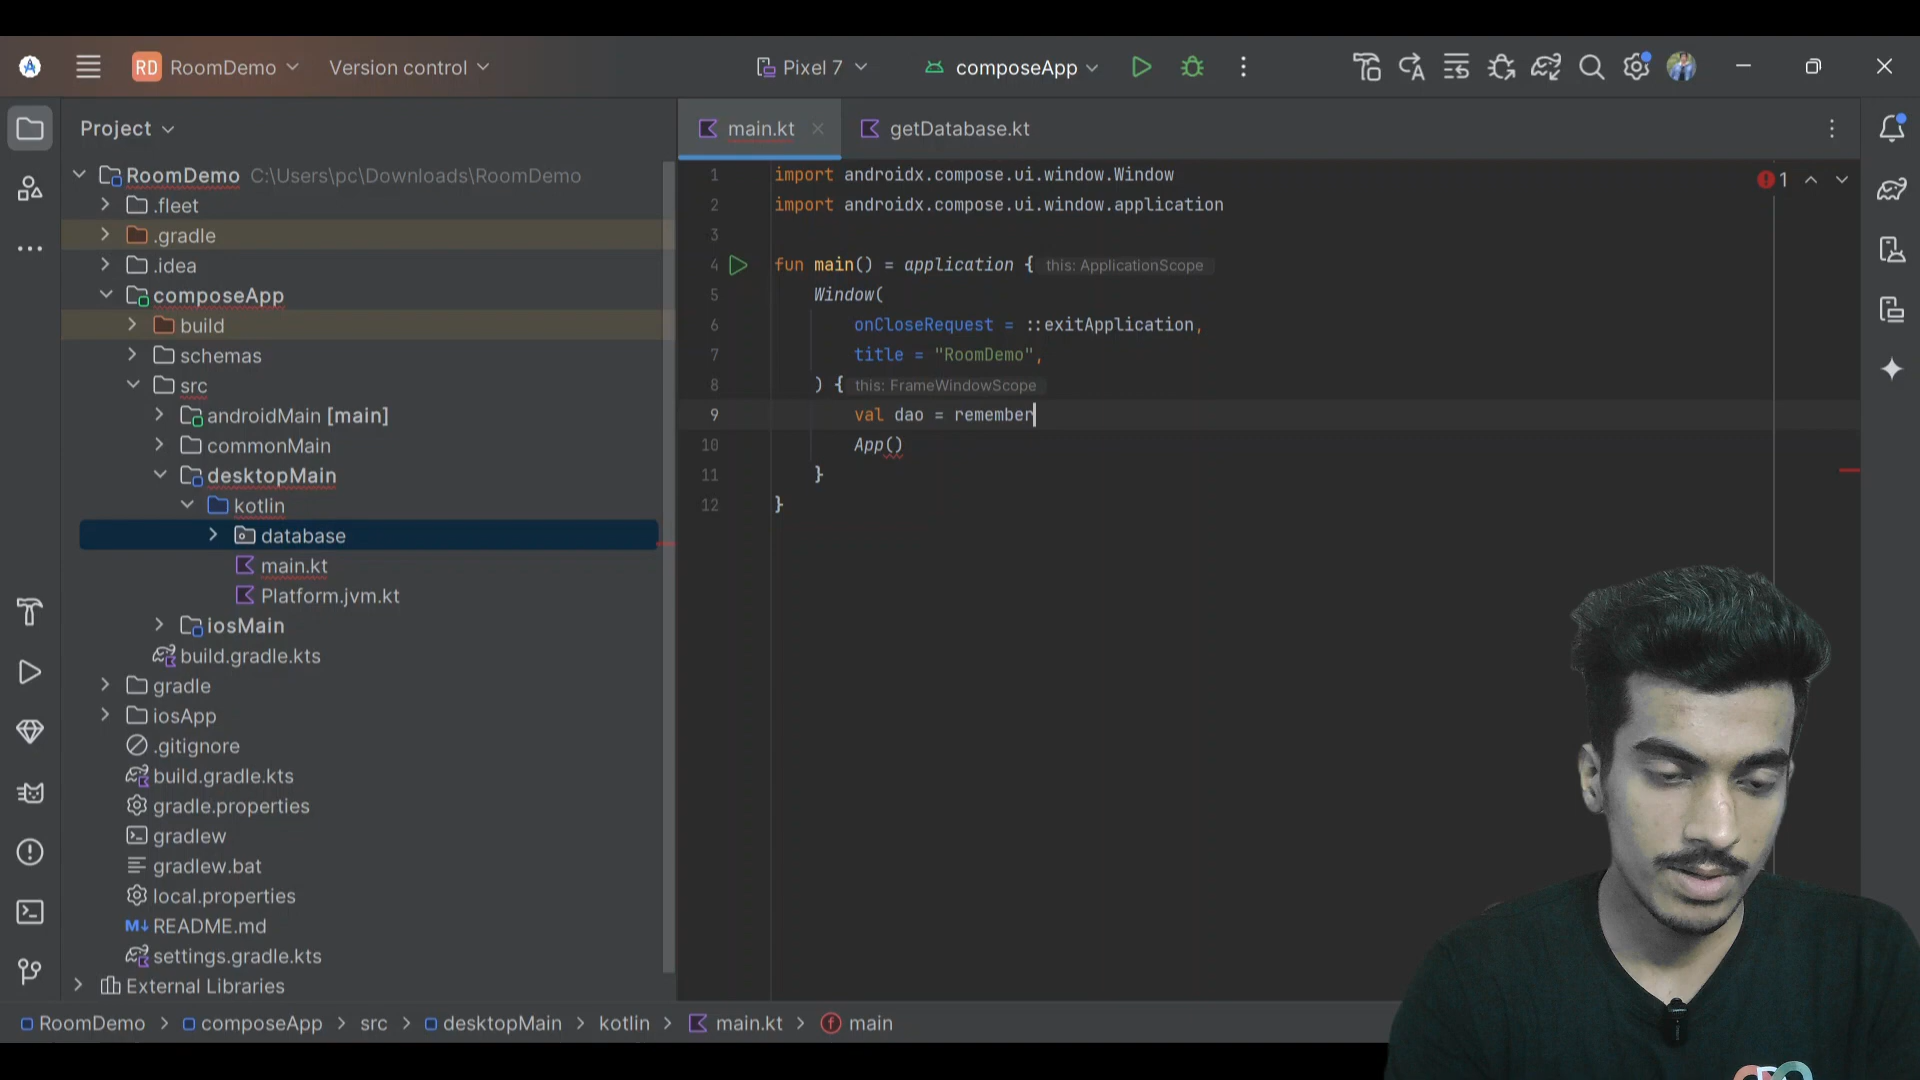 RD RoomDemo
Version control
Pixel 7
composeApp
Project
main.kt
getDatabase.kt
RoomDemo C:\Users\pc\Downloads\RoomDemo
.fleet
.gradle
.idea
composeApp
build
schemas
src
androidMain [main]
commonMain
desktopMain
kotlin
database
main.kt
Platform.jvm.kt
iosMain
build.gradle.kts
gradle
iosApp
.gitignore
build.gradle.kts
gradle.properties
gradlew
gradlew.bat
local.properties
M↓ README.md
settings.gradle.kts
External Libraries
1 import androidx.compose.ui.window.Window
2 import androidx.compose.ui.window.application
3
4 fun main() = application { this: ApplicationScope
5 Window(
6 onCloseRequest = ::exitApplication,
7 title = "RoomDemo",
8 ) { this: FrameWindowScope
9 val dao = remember
10 App()
11 }
12 }
1
RoomDemo > composeApp > src > desktopMain > kotlin > main.kt > main